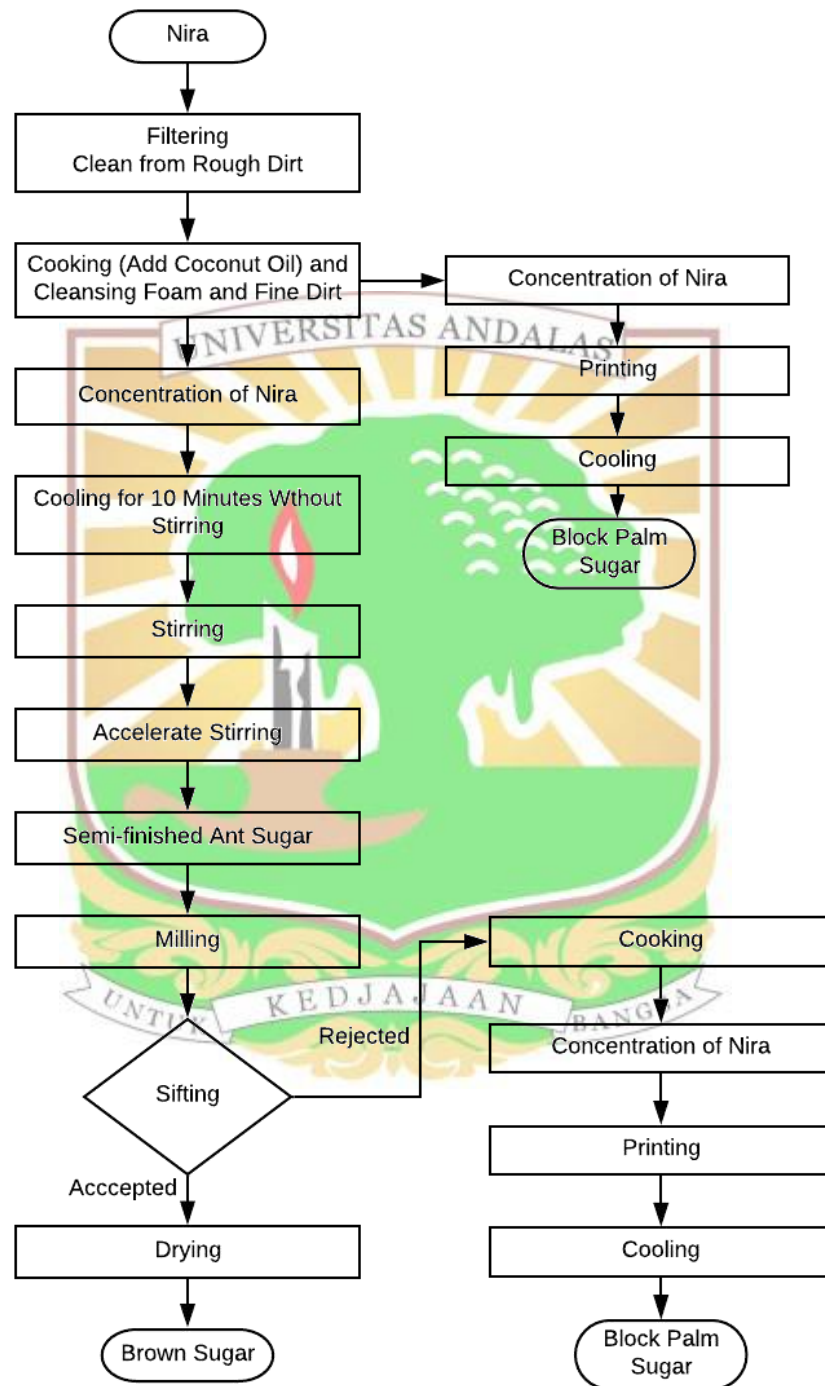 Nira
Filtering
Clean from Rough Dirt
Cooking (Add Coconut Oil) and
Cleansing Foam and Fine Dirt
Concentration of Nira
UNIVERSITAS ANDALAS
Printing
Concentration of Nira
Cooling
Cooling for 10 Minutes Wthout
Stirring
Block Palm
Sugar
Stirring
Accelerate Stirring
Semi-finished Ant Sugar
Milling
Cooking
UNTUK KEDJAJAAN BANGSA
Rejected
Concentration of Nira
Sifting
Printing
Acccepted
Drying
Cooling
Brown Sugar
Block Palm
Sugar